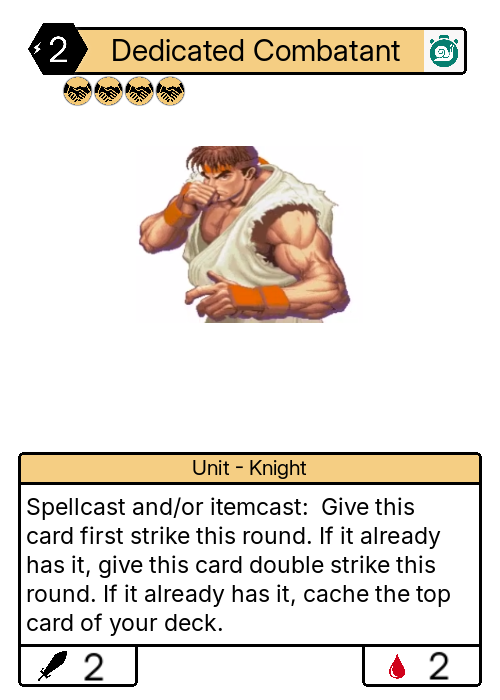 2 Dedicated Combatant
Unit - Knight
Spellcast and/or itemcast:  Give this
card first strike this round. If it already
has it, give this card double strike this
round. If it already has it, cache the top
card of your deck.
2 2